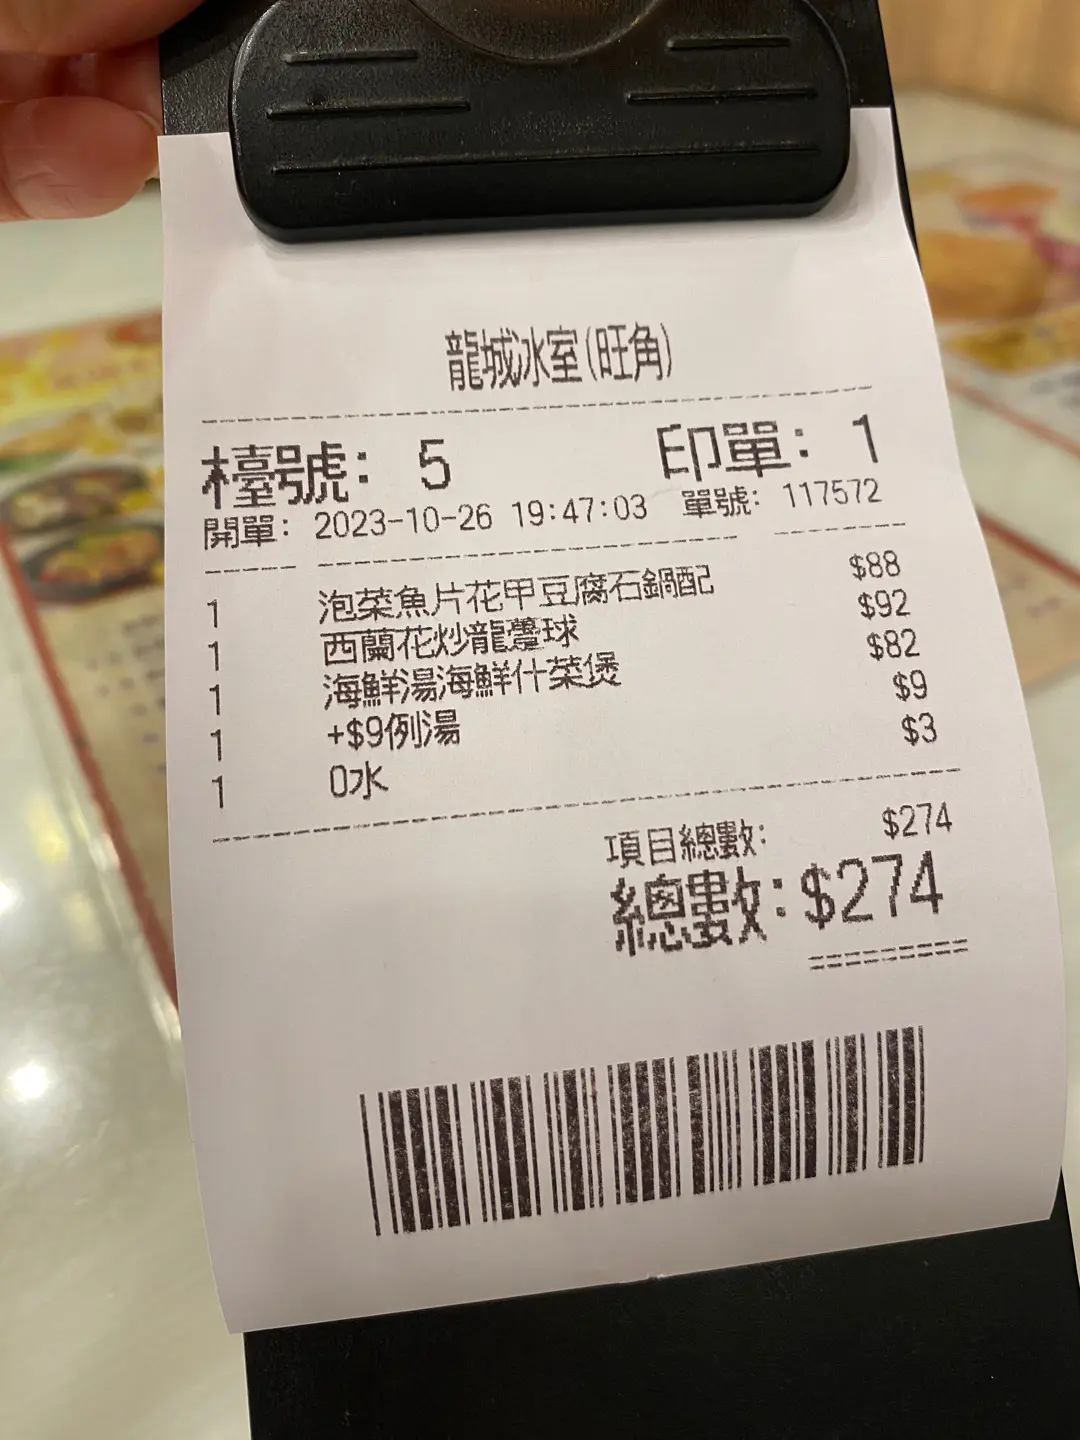 龍城冰室(旺角)
檯號: 5 印單: 1
開單: 2023-10-26 19:47:03 單號: 117572
1 泡菜魚片花甲豆腐石鍋配 $88
1 西蘭花炒龍躉球 $92
1 海鮮湯海鮮什菜煲 $82
1 +$9例湯 $9
1 0水 $3
項目總數: $274
總數: $274
=========